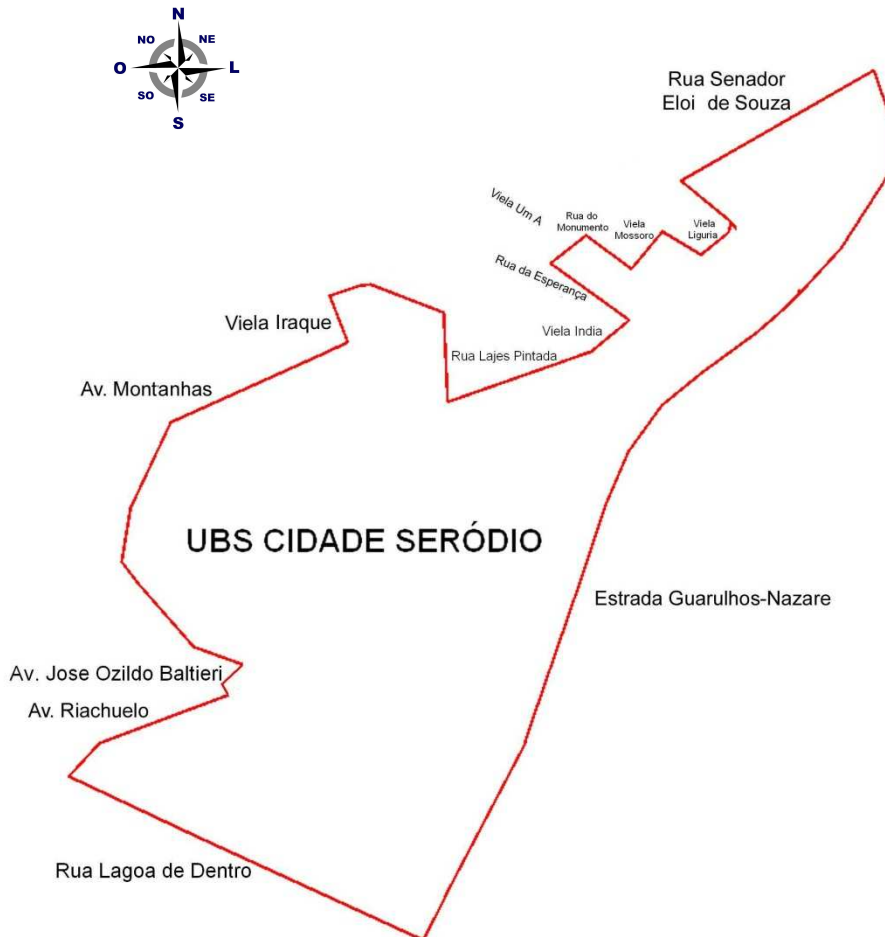 N
NO
NE
O
L
SO
SE
S
Rua Senador
Eloi de Souza
Viela Um A
Rua do
Monumento
Viela
Mossoro
Viela
Liguria
Rua da Esperança
Viela Iraque
Viela India
Rua Lajes Pintada
Av. Montanhas
UBS CIDADE SERÓDIO
Estrada Guarulhos-Nazare
Av. Jose Ozildo Baltieri
Av. Riachuelo
Rua Lagoa de Dentro